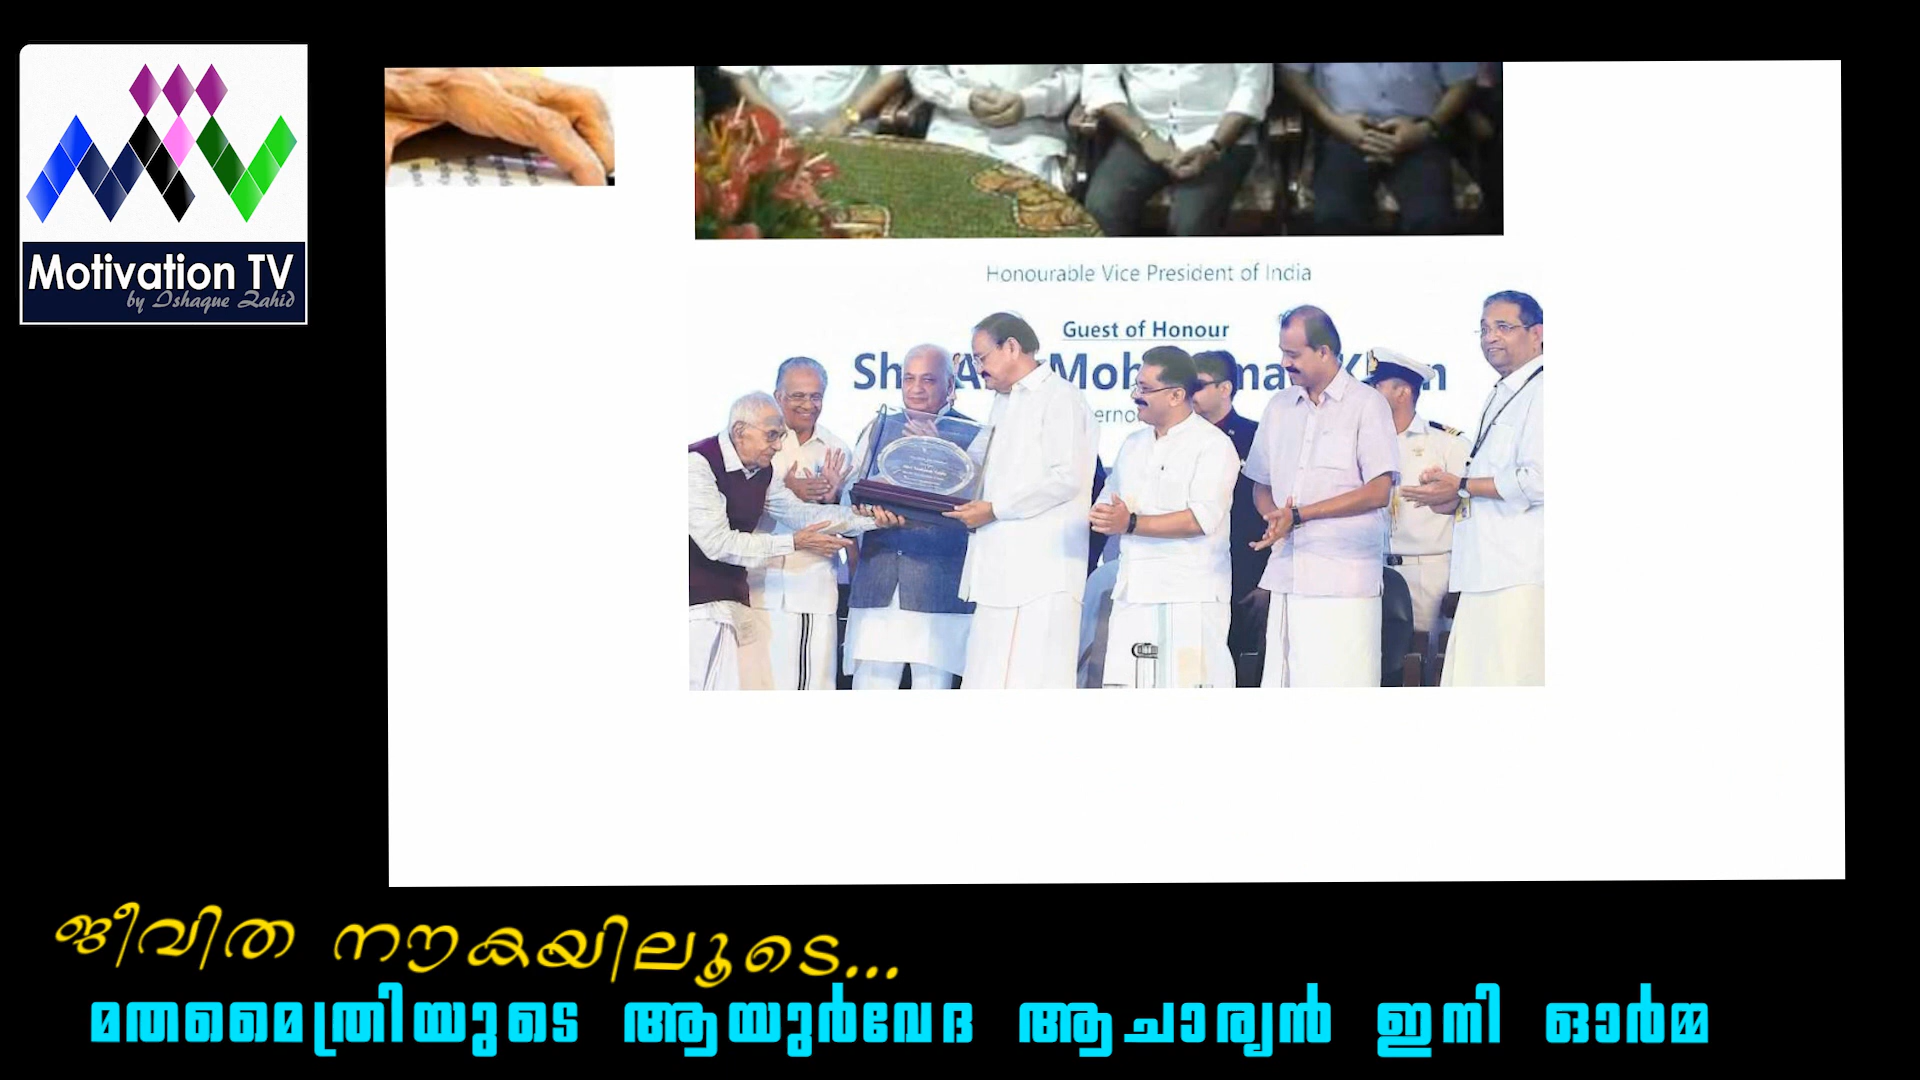 Motivation TV
by Ishaque Zahid
Honourable Vice President of India
Guest of Honour
ജീവിത നൗകയിലൂടെ...
മതമൈത്രിയുടെ ആയുർവേദ ആചാര്യൻ ഇനി ഓർമ്മ